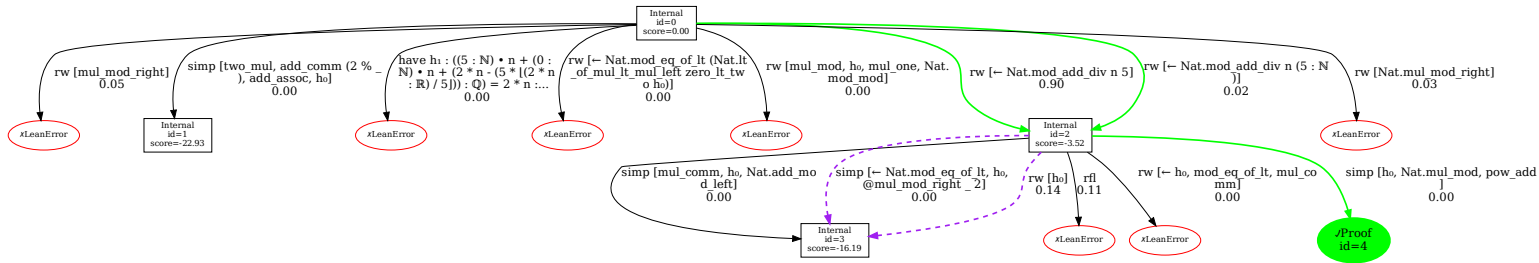 Internal
id=0
score=0.00
rw [mul_mod_right]
0.05
simp [two_mul, add_comm (2 % _
), add_assoc, h₀]
0.00
have h₁ : ((5 : ℕ) • n + (0 :
ℕ) • n + (2 * n - (5 * ⌊(2 * n
: ℝ) / 5⌋)) : ℚ) = 2 * n :...
0.00
rw [← Nat.mod_eq_of_lt (Nat.lt
_of_mul_lt_mul_left zero_lt_tw
o h₀)]
0.00
rw [mul_mod, h₀, mul_one, Nat.
mod_mod]
0.00
rw [← Nat.mod_add_div n 5]
0.90
rw [← Nat.mod_add_div n (5 : ℕ
)]
0.02
rw [Nat.mul_mod_right]
0.03
✗LeanError
Internal
id=1
score=-22.93
✗LeanError
✗LeanError
✗LeanError
Internal
id=2
score=-3.52
✗LeanError
simp [mul_comm, h₀, Nat.add_mo
d_left]
0.00
simp [← Nat.mod_eq_of_lt, h₀,
@mul_mod_right _ 2]
0.00
rw [h₀]
0.14
rfl
0.11
rw [← h₀, mod_eq_of_lt, mul_co
mm]
0.00
simp [h₀, Nat.mul_mod, pow_add
]
0.00
Internal
id=3
score=-16.19
✗LeanError
✗LeanError
✓Proof
id=4